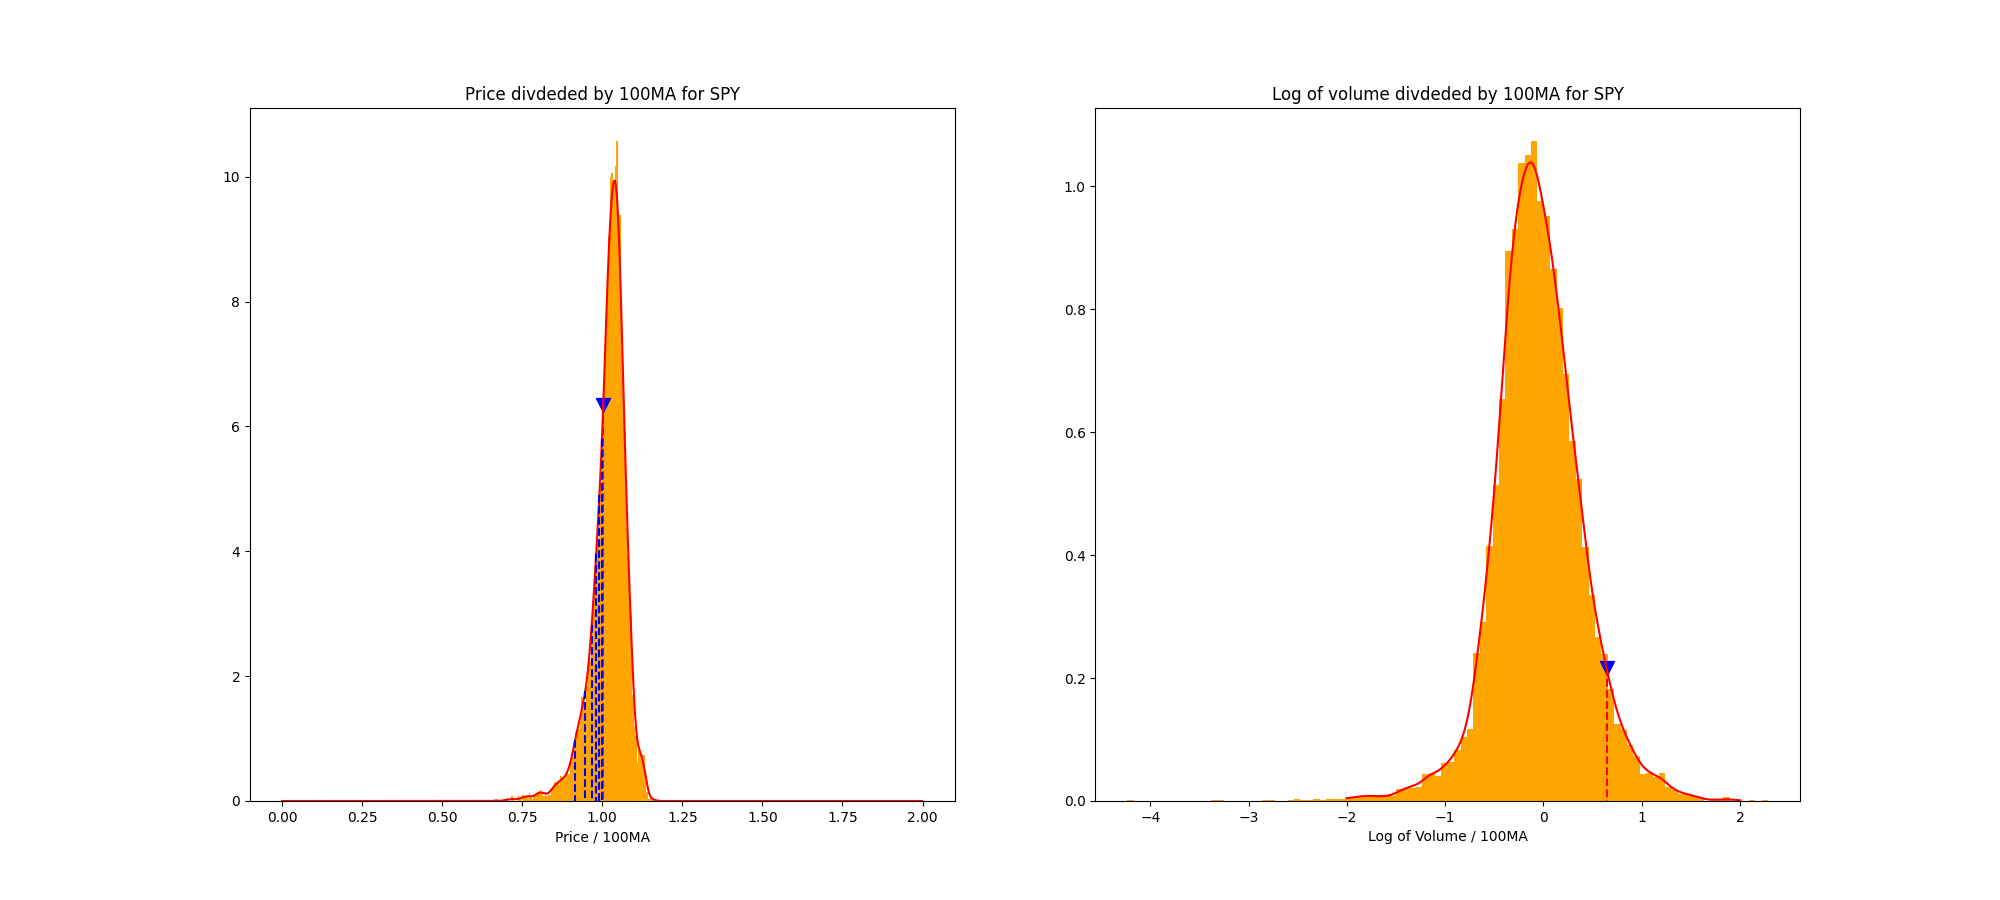 Price divdeded by 100MA for SPY
10
8
6
4
2
0
0.00 0.25 0.50 0.75 1.00 1.25 1.50 1.75 2.00
Price / 100MA
Log of volume divdeded by 100MA for SPY
1.0
0.8
0.6
0.4
0.2
0.0
−4 −3 −2 −1 0 1 2
Log of Volume / 100MA